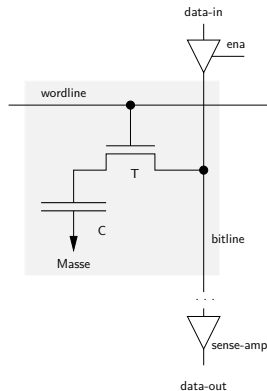 data-in
ena
wordline
T
C
bitline
Masse
. . .
sense-amp
data-out